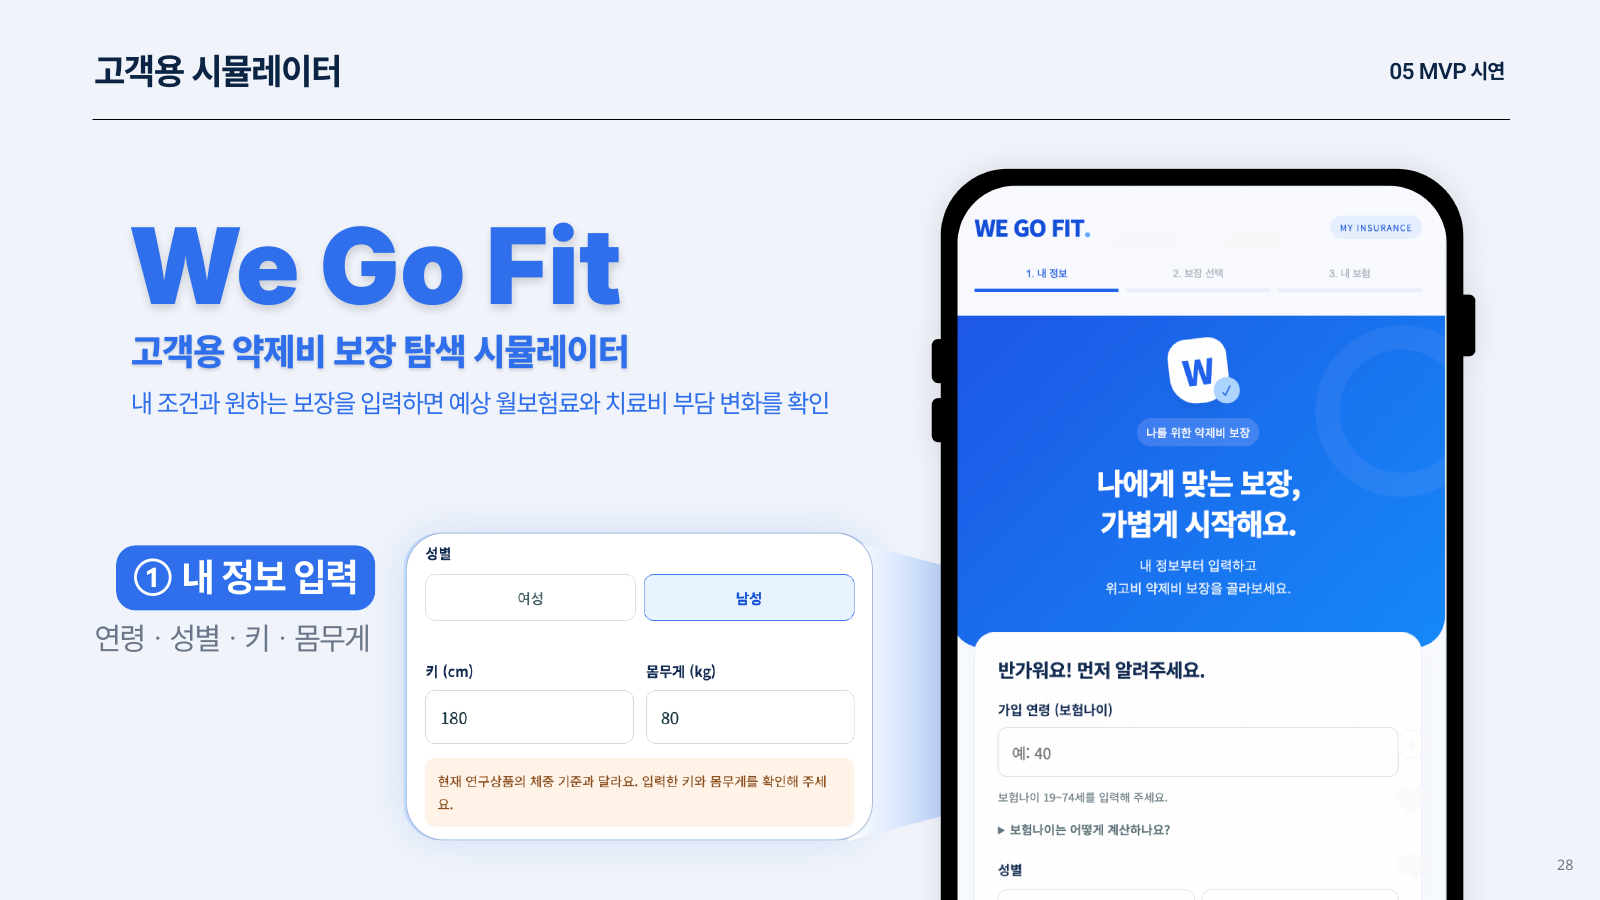 고객용 시뮬레이터
05 MVP 시연
We Go Fit
고객용 약제비 보장 탐색 시뮬레이터
내 조건과 원하는 보장을 입력하면 예상 월보험료와 치료비 부담 변화를 확인
① 내 정보 입력
연령 · 성별 · 키 · 몸무게
성별
여성
남성
키 (cm)
몸무게 (kg)
180
80
현재 연구상품의 체중 기준과 달라요. 입력한 키와 몸무게를 확인해 주세
요.
WE GO FIT.
MY INSURANCE
1. 내 정보
2. 보장 선택
3. 내 보험
W
✓
나를 위한 약제비 보장
나에게 맞는 보장,
가볍게 시작해요.
내 정보부터 입력하고
위고비 약제비 보장을 골라보세요.
반가워요! 먼저 알려주세요.
가입 연령 (보험나이)
예: 40
보험나이 19~74세를 입력해 주세요.
▶ 보험나이는 어떻게 계산하나요?
성별
28